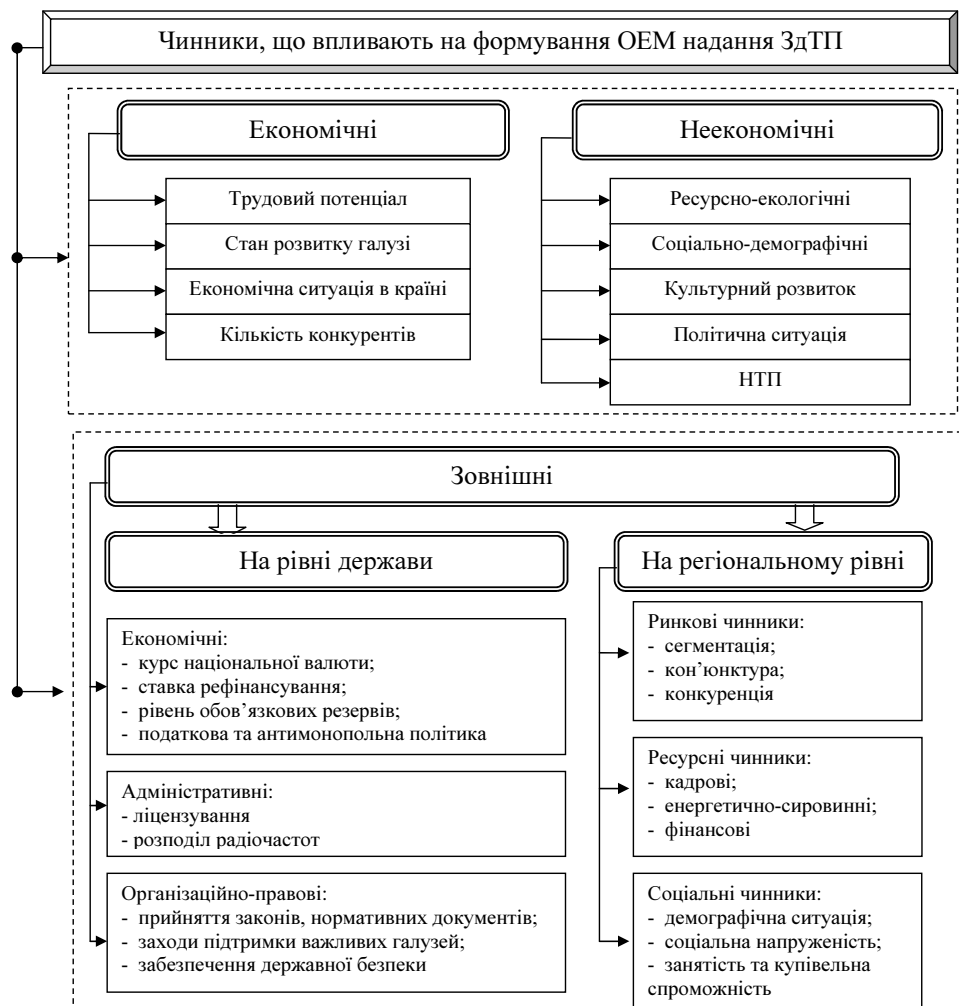 Чинники, що впливають на формування ОЕМ надання ЗдТП
Економічні
Трудовий потенціал
Стан розвитку галузі
Економічна ситуація в країні
Кількість конкурентів
Неекономічні
Ресурсно-екологічні
Соціально-демографічні
Культурний розвиток
Політична ситуація
НТП
Зовнішні
На рівні держави
Економічні:
- курс національної валюти;
- ставка рефінансування;
- рівень обов’язкових резервів;
- податкова та антимонопольна політика
Адміністративні:
- ліцензування
- розподіл радіочастот
Організаційно-правові:
- прийняття законів, нормативних документів;
- заходи підтримки важливих галузей;
- забезпечення державної безпеки
На регіональному рівні
Ринкові чинники:
- сегментація;
- кон’юнктура;
- конкуренція
Ресурсні чинники:
- кадрові;
- енергетично-сировинні;
- фінансові
Соціальні чинники:
- демографічна ситуація;
- соціальна напруженість;
- занятість та купівельна
спроможність